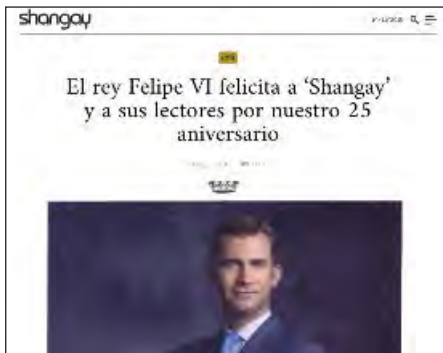 shangay
El rey Felipe VI felicita a ‘Shangay’
y a sus lectores por nuestro 25
aniversario